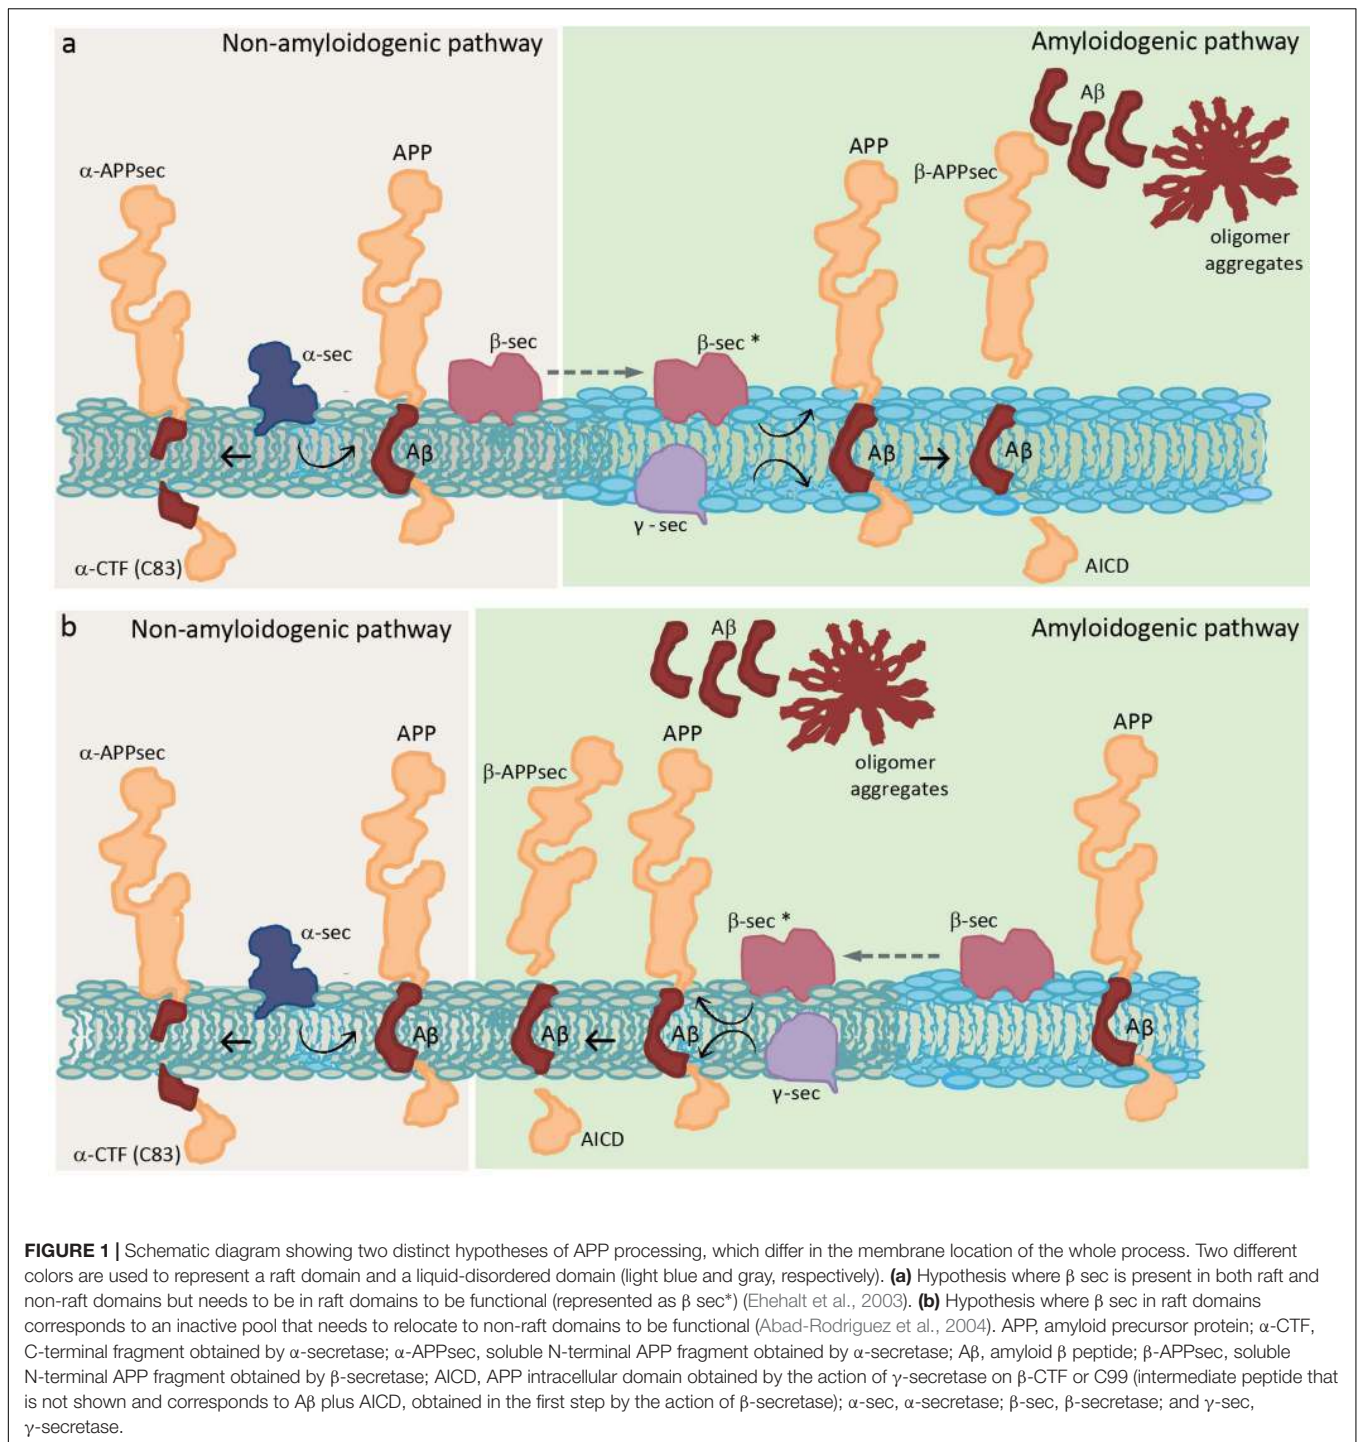 a
Non-amyloidogenic pathway
Amyloidogenic pathway
Aβ
α-APPsec
APP
APP
β-APPsec
oligomer
aggregates
α-sec
β-sec
β-sec *
Aβ
Aβ
Aβ
γ - sec
α-CTF (C83)
AICD
b
Non-amyloidogenic pathway
Aβ
Amyloidogenic pathway
α-APPsec
APP
β-APPsec
APP
oligomer
aggregates
APP
α-sec
β-sec *
β-sec
Aβ
Aβ
Aβ
Aβ
γ-sec
α-CTF (C83)
AICD
FIGURE 1 | Schematic diagram showing two distinct hypotheses of APP processing, which differ in the membrane location of the whole process. Two different
colors are used to represent a raft domain and a liquid-disordered domain (light blue and gray, respectively). (a) Hypothesis where β sec is present in both raft and
non-raft domains but needs to be in raft domains to be functional (represented as β sec*) (Ehehalt et al., 2003). (b) Hypothesis where β sec in raft domains
corresponds to an inactive pool that needs to relocate to non-raft domains to be functional (Abad-Rodriguez et al., 2004). APP, amyloid precursor protein; α-CTF,
C-terminal fragment obtained by α-secretase; α-APPsec, soluble N-terminal APP fragment obtained by α-secretase; Aβ, amyloid β peptide; β-APPsec, soluble
N-terminal APP fragment obtained by β-secretase; AICD, APP intracellular domain obtained by the action of γ-secretase on β-CTF or C99 (intermediate peptide that
is not shown and corresponds to Aβ plus AICD, obtained in the first step by the action of β-secretase); α-sec, α-secretase; β-sec, β-secretase; and γ-sec,
γ-secretase.